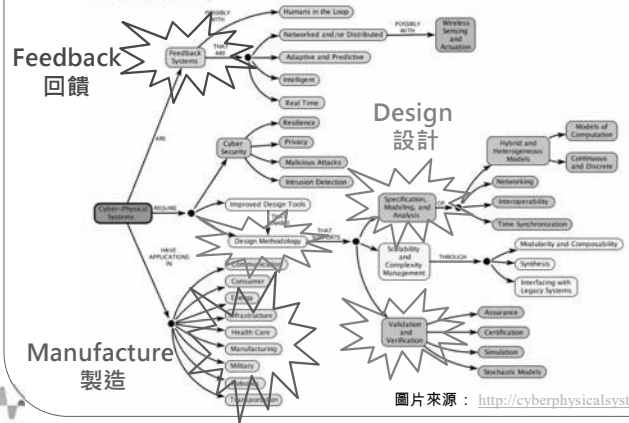 POSSIBLY
WITH
Humans in the Loop
Feedback
回饋
Feedback
Systems
THAT
ARE
Networked and/or Distributed
POSSIBLY
WITH
Wireless
Sensing
and
Actuation
Adaptive and Predictive
Intelligent
Real Time
ARE
Cyber
Security
Resilience
Privacy
Malicious Attacks
Intrusion Detection
Design
設計
Cyber-Physical
Systems
REQUIRE
Improved Design Tools
THAT
ENABLE
Design Methodology
THAT
SUPPORTS
Specification,
Modeling, and
Analysis
OF
Hybrid and
Heterogeneous
Models
Models of
Computation
Continuous
and Discrete
Networking
Interoperability
Time Synchronization
Scalability
and
Complexity
Management
THROUGH
Modularity and Composability
Synthesis
Interfacing with
Legacy Systems
Validation
and
Verification
Assurance
Certification
Simulation
Stochastic Models
HAVE
APPLICATIONS
IN
Communication
Consumer
Energy
Infrastructure
Health Care
Manufacturing
Military
Robotics
Transportation
Manufacture
製造
圖片來源： http://cyberphysicalsyst